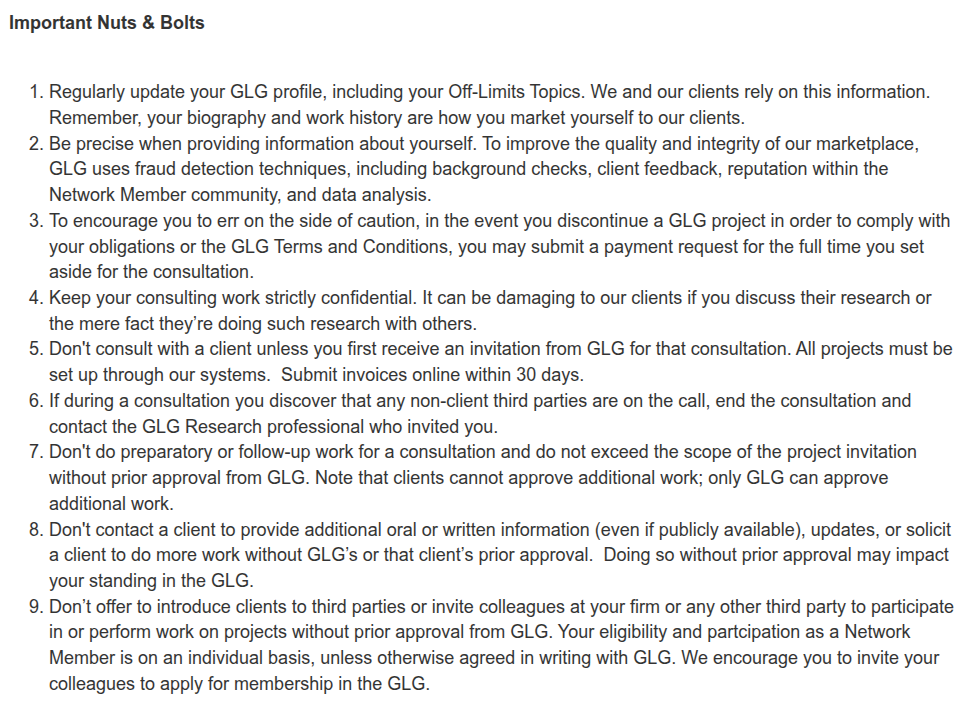 Important Nuts & Bolts
1. Regularly update your GLG profile, including your Off-Limits Topics. We and our clients rely on this information.
Remember, your biography and work history are how you market yourself to our clients.
2. Be precise when providing information about yourself. To improve the quality and integrity of our marketplace,
GLG uses fraud detection techniques, including background checks, client feedback, reputation within the
Network Member community, and data analysis.
3. To encourage you to err on the side of caution, in the event you discontinue a GLG project in order to comply with
your obligations or the GLG Terms and Conditions, you may submit a payment request for the full time you set
aside for the consultation.
4. Keep your consulting work strictly confidential. It can be damaging to our clients if you discuss their research or
the mere fact they’re doing such research with others.
5. Don't consult with a client unless you first receive an invitation from GLG for that consultation. All projects must be
set up through our systems.  Submit invoices online within 30 days.
6. If during a consultation you discover that any non-client third parties are on the call, end the consultation and
contact the GLG Research professional who invited you.
7. Don't do preparatory or follow-up work for a consultation and do not exceed the scope of the project invitation
without prior approval from GLG. Note that clients cannot approve additional work; only GLG can approve
additional work.
8. Don't contact a client to provide additional oral or written information (even if publicly available), updates, or solicit
a client to do more work without GLG’s or that client’s prior approval.  Doing so without prior approval may impact
your standing in the GLG.
9. Don’t offer to introduce clients to third parties or invite colleagues at your firm or any other third party to participate
in or perform work on projects without prior approval from GLG. Your eligibility and partcipation as a Network
Member is on an individual basis, unless otherwise agreed in writing with GLG. We encourage you to invite your
colleagues to apply for membership in the GLG.